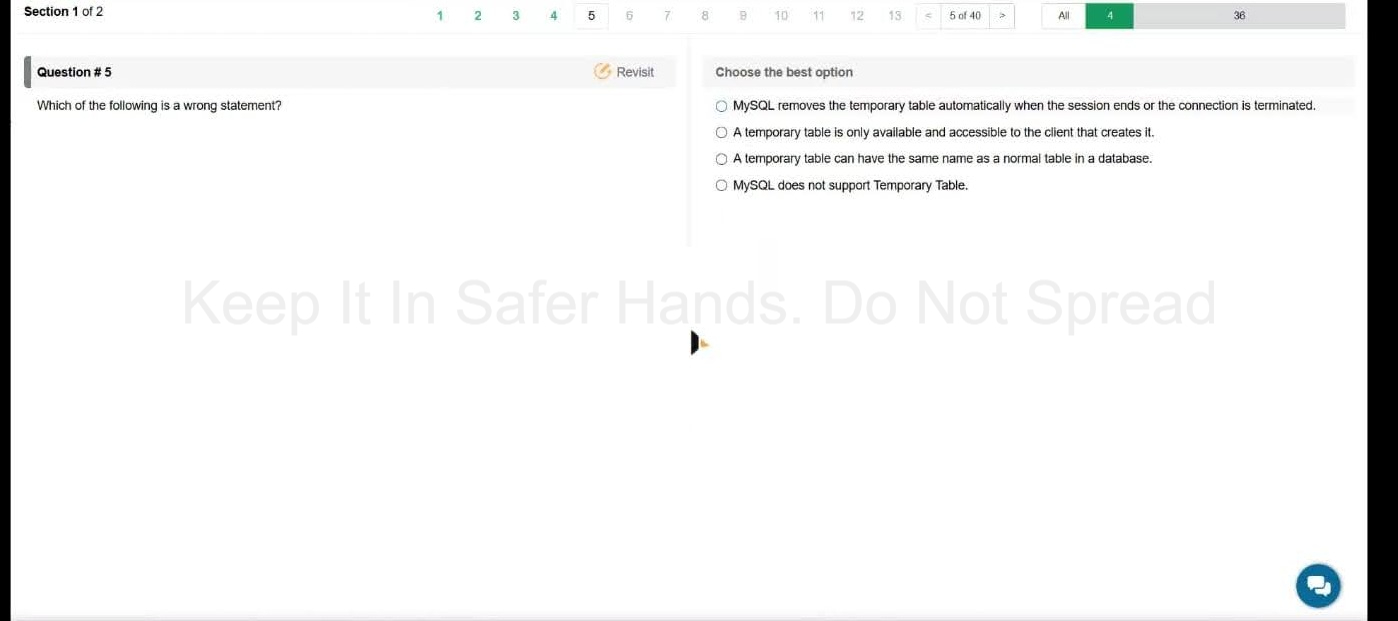 Section 1 of 2
1 2 3 4 5 6 7 8 9 10 11 12 13 < 5 of 40 > All 4 36
Question # 5
Revisit
Which of the following is a wrong statement?
Choose the best option
MySQL removes the temporary table automatically when the session ends or the connection is terminated.
A temporary table is only available and accessible to the client that creates it.
A temporary table can have the same name as a normal table in a database.
MySQL does not support Temporary Table.
Keep It In Safer Hands. Do Not Spread